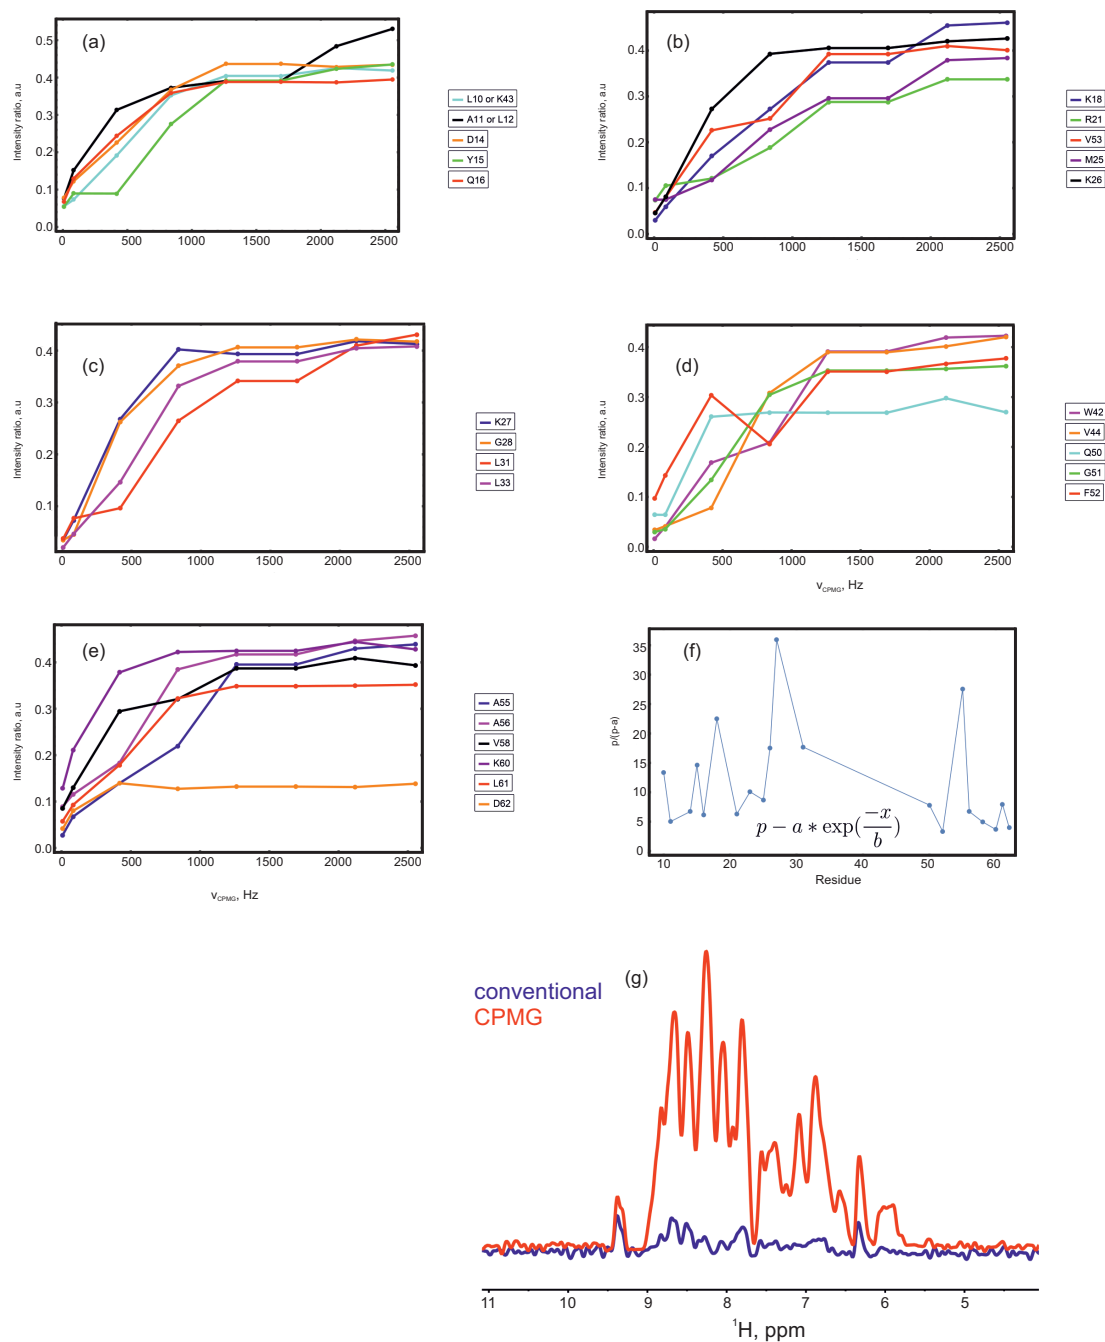 (a)
Intensity ratio, a.u
0.5
0.4
0.3
0.2
0.1
0.0
0 500 1000 1500 2000 2500
L10 or K43
A11 or L12
D14
Y15
Q16
(b)
Intensity ratio, a.u
0.4
0.3
0.2
0.1
0.0
0 500 1000 1500 2000 2500
K18
R21
V53
M25
K26
(c)
Intensity ratio, a.u
0.4
0.3
0.2
0.1
0 500 1000 1500 2000 2500
K27
G28
L31
L33
(d)
Intensity ratio, a.u
0.4
0.3
0.2
0.1
0.0
0 500 1000 1500 2000 2500
νCPMG, Hz
W42
V44
Q50
G51
F52
(e)
Intensity ratio, a.u
0.4
0.3
0.2
0.1
0.0
0 500 1000 1500 2000 2500
νCPMG, Hz
A55
A56
V58
K60
L61
D62
(f)
p/(p-a)
35
30
25
20
15
10
5
0
p − a ∗ exp(−x/b)
10 20 30 40 50 60
Residue
(g)
conventional
CPMG
11 10 9 8 7 6 5
1H, ppm